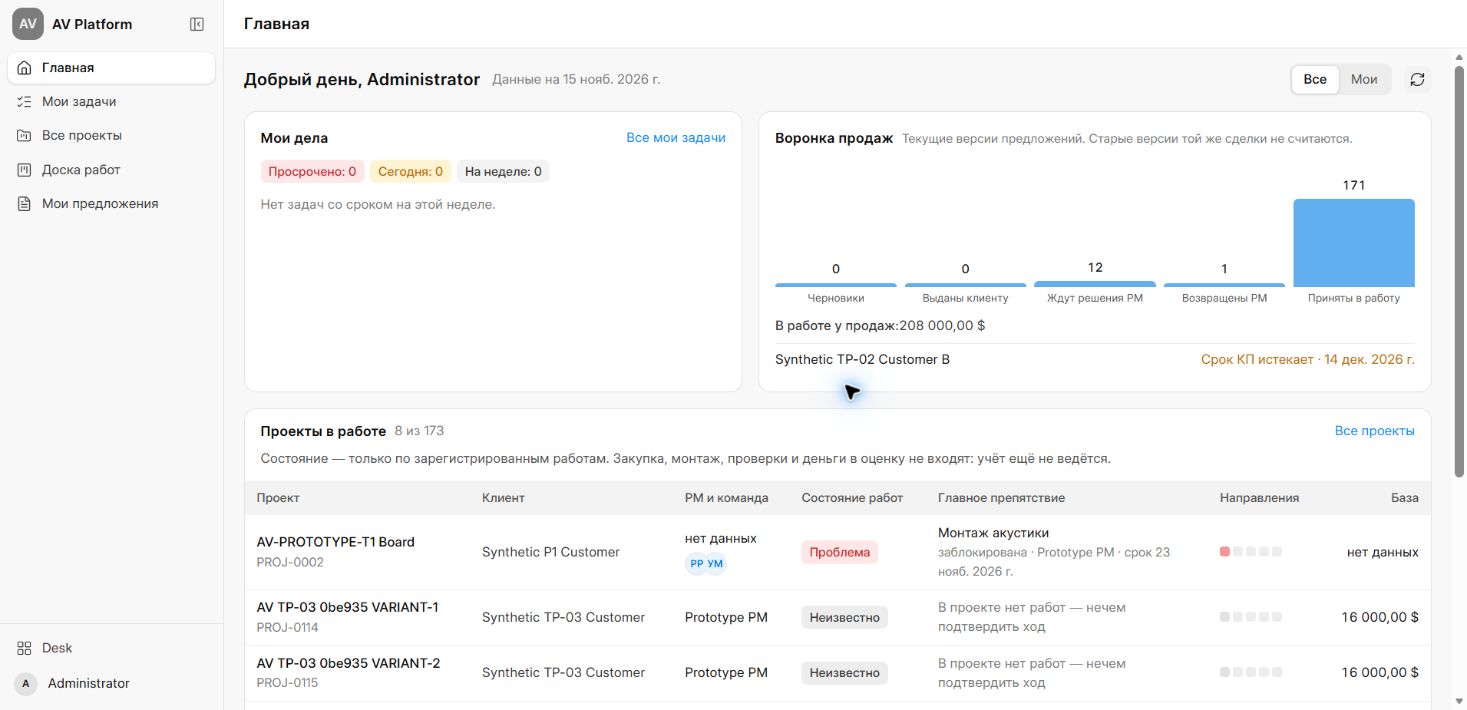 AV
AV Platform
Главная
Мои задачи
Все проекты
Доска работ
Мои предложения
Desk
A
Administrator
Главная
Добрый день, Administrator
Данные на 15 нояб. 2026 г.
Все
Мои
Мои дела
Все мои задачи
Просрочено: 0
Сегодня: 0
На неделе: 0
Нет задач со сроком на этой неделе.
Воронка продаж
Текущие версии предложений. Старые версии той же сделки не считаются.
0
0
12
1
171
Черновики
Выданы клиенту
Ждут решения PM
Возвращены PM
Приняты в работу
В работе у продаж:208 000,00 $
Synthetic TP-02 Customer B
Срок КП истекает · 14 дек. 2026 г.
Проекты в работе
8 из 173
Все проекты
Состояние — только по зарегистрированным работам. Закупка, монтаж, проверки и деньги в оценку не входят: учёт ещё не ведётся.
Проект
Клиент
PM и команда
Состояние работ
Главное препятствие
Направления
База
AV-PROTOTYPE-T1 Board
PROJ-0002
Synthetic P1 Customer
нет данных
PP УМ
Проблема
Монтаж акустики
заблокирована · Prototype PM · срок 23
нояб. 2026 г.
нет данных
AV TP-03 0be935 VARIANT-1
PROJ-0114
Synthetic TP-03 Customer
Prototype PM
Неизвестно
В проекте нет работ — нечем
подтвердить ход
16 000,00 $
AV TP-03 0be935 VARIANT-2
PROJ-0115
Synthetic TP-03 Customer
Prototype PM
Неизвестно
В проекте нет работ — нечем
подтвердить ход
16 000,00 $